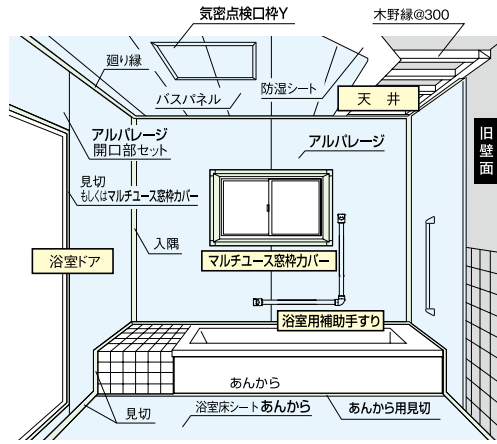 気密点検口枠Y
木野縁@300
廻り縁
バスパネル
防湿シート
天 井
アルパレージ
開口部セット
アルパレージ
旧壁面
見切
もしくはマルチユース窓枠カバー
入隅
浴室ドア
マルチユース窓枠カバー
浴室用補助手すり
あんから
見切
浴室床シートあんから
あんから用見切